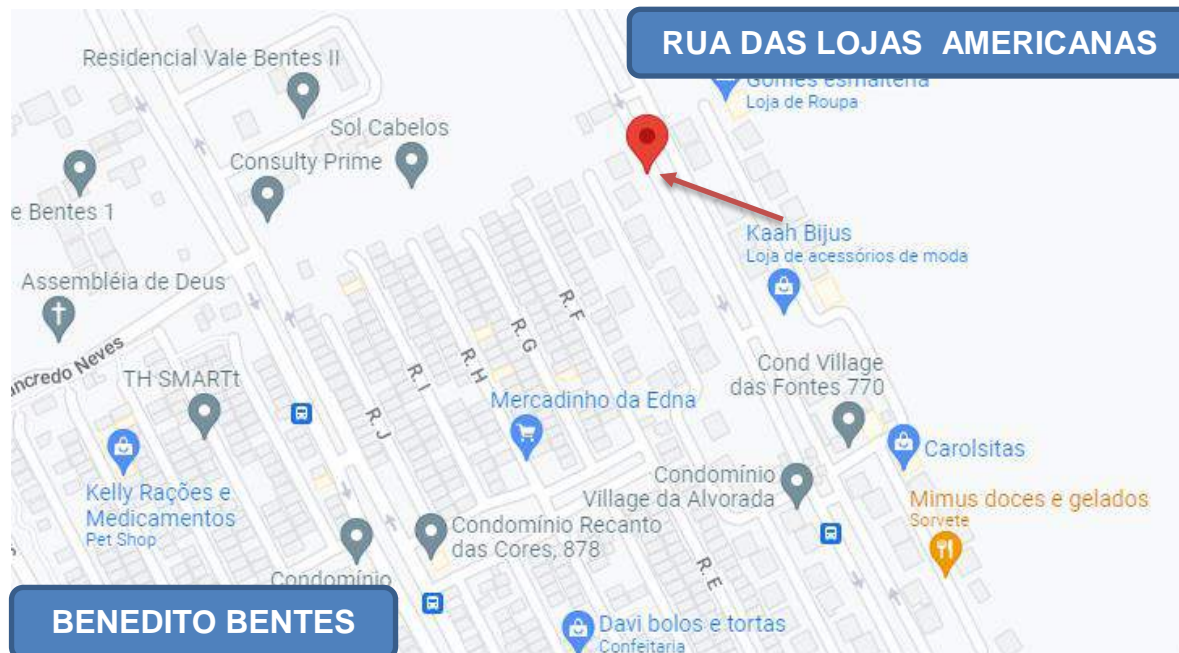 RUA DAS LOJAS AMERICANAS
Residencial Vale Bentes II
Gomes esmalteria
Loja de Roupa
Sol Cabelos
Consulty Prime
e Bentes 1
Kaah Bijus
Loja de acessórios de moda
Assembléia de Deus
ancredo Neves
R. F
R. G
R. H
R. I
R. J
TH SMARTt
Cond Village
das Fontes 770
Mercadinho da Edna
Carolsitas
Kelly Rações e
Medicamentos
Pet Shop
Condomínio
Village da Alvorada
Mimus doces e gelados
Sorvete
Condomínio Recanto
das Cores, 878
Condomínio
R. E
BENEDITO BENTES
Davi bolos e tortas
Confeitaria